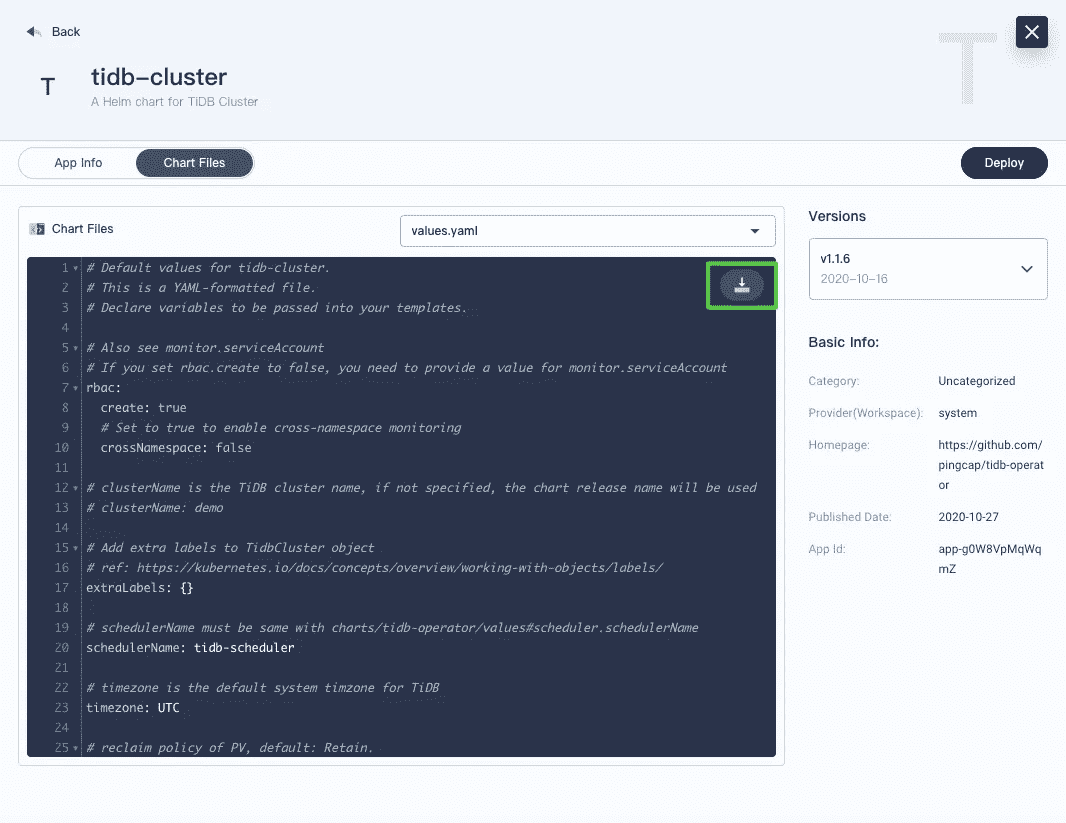 Back
T
tidb-cluster
A Helm chart for TiDB Cluster
T
App Info
Chart Files
Deploy
Chart Files
values.yaml
1 # Default values for tidb-cluster.
2 # This is a YAML-formatted file.
3 # Declare variables to be passed into your templates.
4
5 # Also see monitor.serviceAccount
6 # If you set rbac.create to false, you need to provide a value for monitor.serviceAccount
7 rbac:
8   create: true
9   # Set to true to enable cross-namespace monitoring
10   crossNamespace: false
11
12 # clusterName is the TiDB cluster name, if not specified, the chart release name will be used
13 # clusterName: demo
14
15 # Add extra labels to TidbCluster object
16 # ref: https://kubernetes.io/docs/concepts/overview/working-with-objects/labels/
17 extraLabels: {}
18
19 # schedulerName must be same with charts/tidb-operator/values#scheduler.schedulerName
20 schedulerName: tidb-scheduler
21
22 # timezone is the default system timzone for TiDB
23 timezone: UTC
24
25 # reclaim policy of PV, default: Retain.
Versions
v1.1.6
2020-10-16
Basic Info:
Category: Uncategorized
Provider(Workspace): system
Homepage: https://github.com/
pingcap/tidb-operat
or
Published Date: 2020-10-27
App Id: app-g0W8VpMqWq
mZ